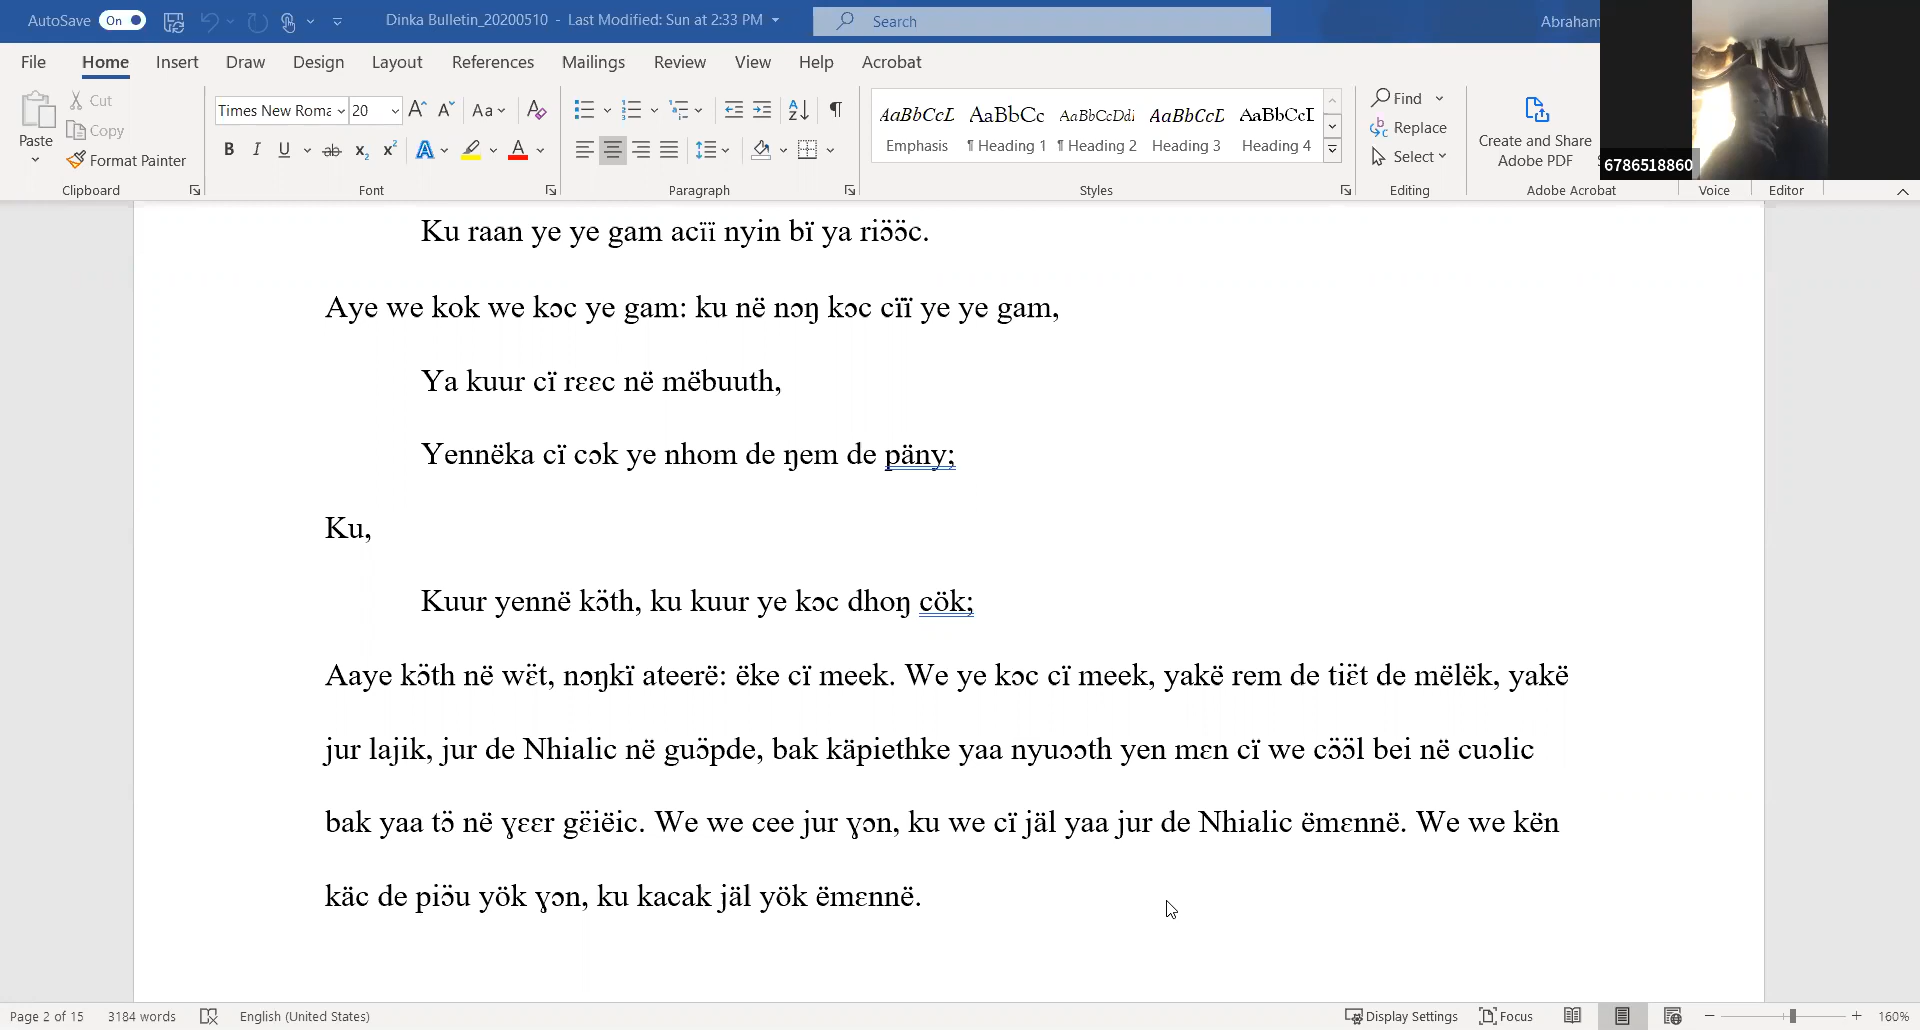 AutoSave On Dinka Bulletin_20200510 - Last Modified: Sun at 2:33 PM Search Abraham
File Home Insert Draw Design Layout References Mailings Review View Help Acrobat
Paste Cut Copy Format Painter Clipboard
Times New Roma 20 Aa B I U ab x₂ x² A A Font
Paragraph
AaBbCcL Emphasis AaBbCc ¶ Heading 1 AaBbCcDdI ¶ Heading 2 AaBbCcD Heading 3 AaBbCcI Heading 4 Styles
Find Replace Select Editing
Create and Share Adobe PDF Adobe Acrobat Voice Editor
6786518860
Ku raan ye ye gam acïï nyin bï ya riɔ̈ɔ̈c.
Aye we kok we kɔc ye gam: ku në nɔŋ kɔc cïï ye ye gam,
Ya kuur cï rɛɛc në mëbuuth,
Yennëka cï cɔk ye nhom de ŋem de päny;
Ku,
Kuur yennë kɔ̈th, ku kuur ye kɔc dhoŋ cök;
Aaye kɔ̈th në wɛ̈t, nɔŋkï ateerë: ëke cï meek. We ye kɔc cï meek, yakë rem de tiɛ̈t de mëlëk, yakë
jur lajik, jur de Nhialic në guɔ̈pde, bak käpiethke yaa nyuɔɔth yen mɛn cï we cɔ̈ɔ̈l bei në cuɔlic
bak yaa tɔ̈ në ɣɛɛr gɛ̈iëic. We we cee jur ɣɔn, ku we cï jäl yaa jur de Nhialic ëmɛnnë. We we kën
käc de piɔ̈u yök ɣɔn, ku kacak jäl yök ëmɛnnë.
Page 2 of 15 3184 words English (United States) Display Settings Focus 160%